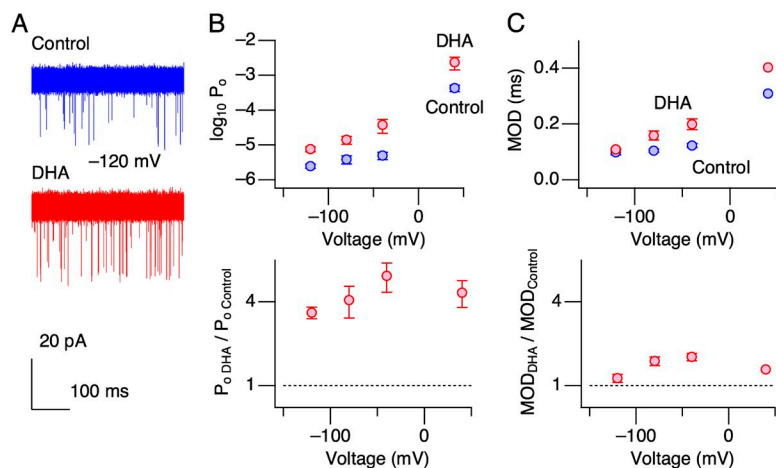 A
Control
−120 mV
DHA
20 pA
100 ms
B
log10 Po
−2
−3
−4
−5
−6
DHA
Control
−100
0
Voltage (mV)
Po DHA / Po Control
4
1
−100
0
Voltage (mV)
C
MOD (ms)
0.4
0.2
0.0
DHA
Control
−100
0
Voltage (mV)
MODDHA / MODControl
4
1
−100
0
Voltage (mV)